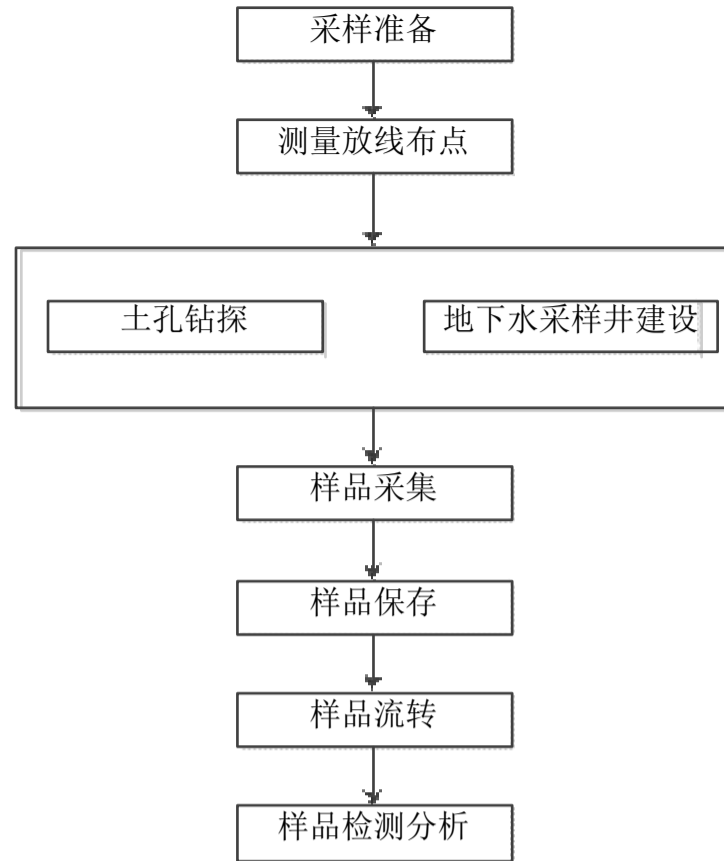 采样准备
测量放线布点
土孔钻探
地下水采样井建设
样品采集
样品保存
样品流转
样品检测分析